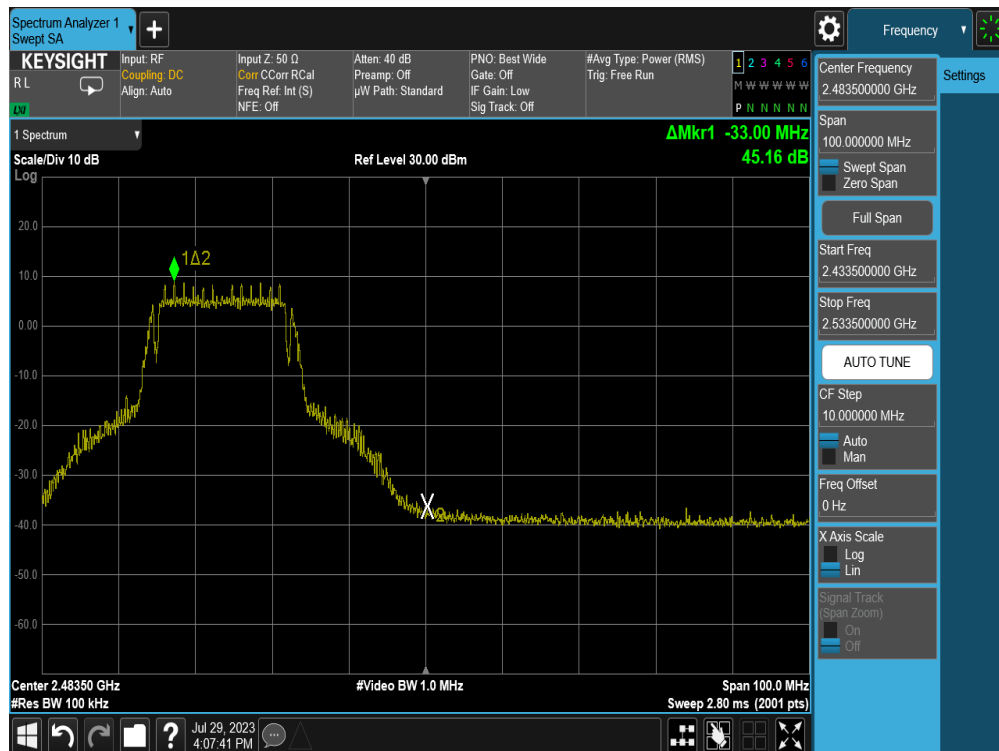 Spectrum Analyzer 1
Swept SA
+
Frequency
KEYSIGHT
R L
LXI
Input: RF
Coupling: DC
Align: Auto
Input Z: 50 Ω
Corr CCorr RCal
Freq Ref: Int (S)
NFE: Off
Atten: 40 dB
Preamp: Off
µW Path: Standard
PNO: Best Wide
Gate: Off
IF Gain: Low
Sig Track: Off
#Avg Type: Power (RMS)
Trig: Free Run
1 2 3 4 5 6
M W W W W W
P N N N N N
1 Spectrum
ΔMkr1 -33.00 MHz
45.16 dB
Scale/Div 10 dB
Ref Level 30.00 dBm
Log
20.0
10.0
0.00
-10.0
-20.0
-30.0
-40.0
-50.0
-60.0
1Δ2
X
2
Center 2.48350 GHz
#Video BW 1.0 MHz
Span 100.0 MHz
#Res BW 100 kHz
Sweep 2.80 ms (2001 pts)
Center Frequency
2.483500000 GHz
Settings
Span
100.000000 MHz
Swept Span
Zero Span
Full Span
Start Freq
2.433500000 GHz
Stop Freq
2.533500000 GHz
AUTO TUNE
CF Step
10.000000 MHz
Auto
Man
Freq Offset
0 Hz
X Axis Scale
Log
Lin
Signal Track
(Span Zoom)
On
Off
?
Jul 29, 2023
4:07:41 PM